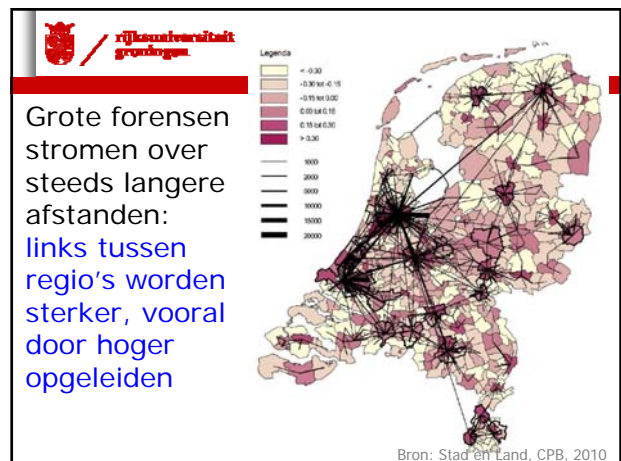 rijksuniversiteit
groningen
Grote forensen
stromen over
steeds langere
afstanden:
links tussen
regio's worden
sterker, vooral
door hoger
opgeleiden
Legenda
< -0.30
-0.30 tot -0.15
-0.15 tot 0.00
0.00 tot 0.15
0.15 tot 0.30
> 0.30
1000
2000
5000
10000
15000
20000
Bron: Stad en Land, CPB, 2010